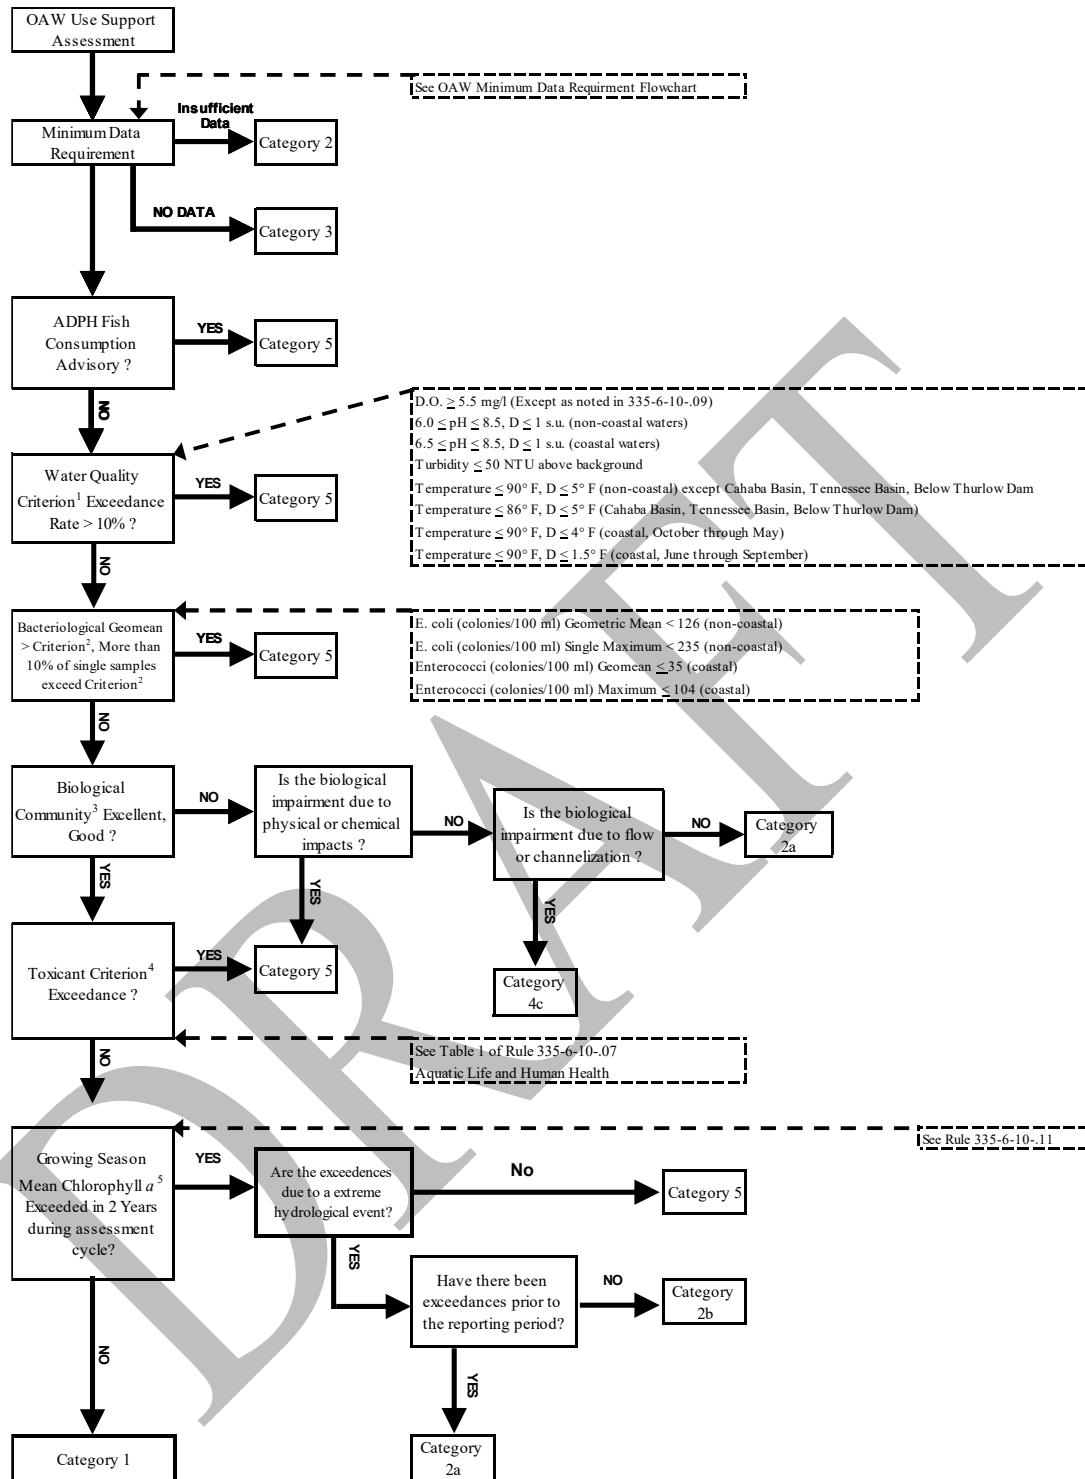 OAW Use Support
Assessment
See OAW Minimum Data Requirment Flowchart
Insufficient
Data
Minimum Data
Requirement
Category 2
NO DATA
Category 3
ADPH Fish
Consumption
Advisory ?
YES
Category 5
NO
D.O. ≥ 5.5 mg/l (Except as noted in 335-6-10-.09)
6.0 ≤ pH ≤ 8.5, D ≤ 1 s.u. (non-coastal waters)
6.5 ≤ pH ≤ 8.5, D ≤ 1 s.u. (coastal waters)
Turbidity ≤ 50 NTU above background
Temperature ≤ 90° F, D ≤ 5° F (non-coastal) except Cahaba Basin, Tennessee Basin, Below Thurlow Dam
Temperature ≤ 86° F, D ≤ 5° F (Cahaba Basin, Tennessee Basin, Below Thurlow Dam)
Temperature ≤ 90° F, D ≤ 4° F (coastal, October through May)
Temperature ≤ 90° F, D ≤ 1.5° F (coastal, June through September)
Water Quality
Criterion¹ Exceedance
Rate > 10% ?
YES
Category 5
NO
Bacteriological Geomean
> Criterion², More than
10% of single samples
exceed Criterion²
YES
Category 5
E. coli (colonies/100 ml) Geometric Mean < 126 (non-coastal)
E. coli (colonies/100 ml) Single Maximum < 235 (non-coastal)
Enterococci (colonies/100 ml) Geomean ≤ 35 (coastal)
Enterococci (colonies/100 ml) Maximum ≤ 104 (coastal)
NO
Biological
Community³ Excellent,
Good ?
NO
Is the biological
impairment due to
physical or chemical
impacts ?
NO
Is the biological
impairment due to flow
or channelization ?
NO
Category
2a
YES
YES
YES
Toxicant Criterion⁴
Exceedance ?
YES
Category 5
Category
4c
NO
See Table 1 of Rule 335-6-10-.07
Aquatic Life and Human Health
See Rule 335-6-10-.11
Growing Season
Mean Chlorophyll a⁵
Exceeded in 2 Years
during assessment
cycle?
YES
Are the exceedences
due to a extreme
hydrological event?
No
Category 5
YES
Have there been
exceedances prior to
the reporting period?
NO
Category
2b
NO
YES
Category 1
Category
2a
DRAFT